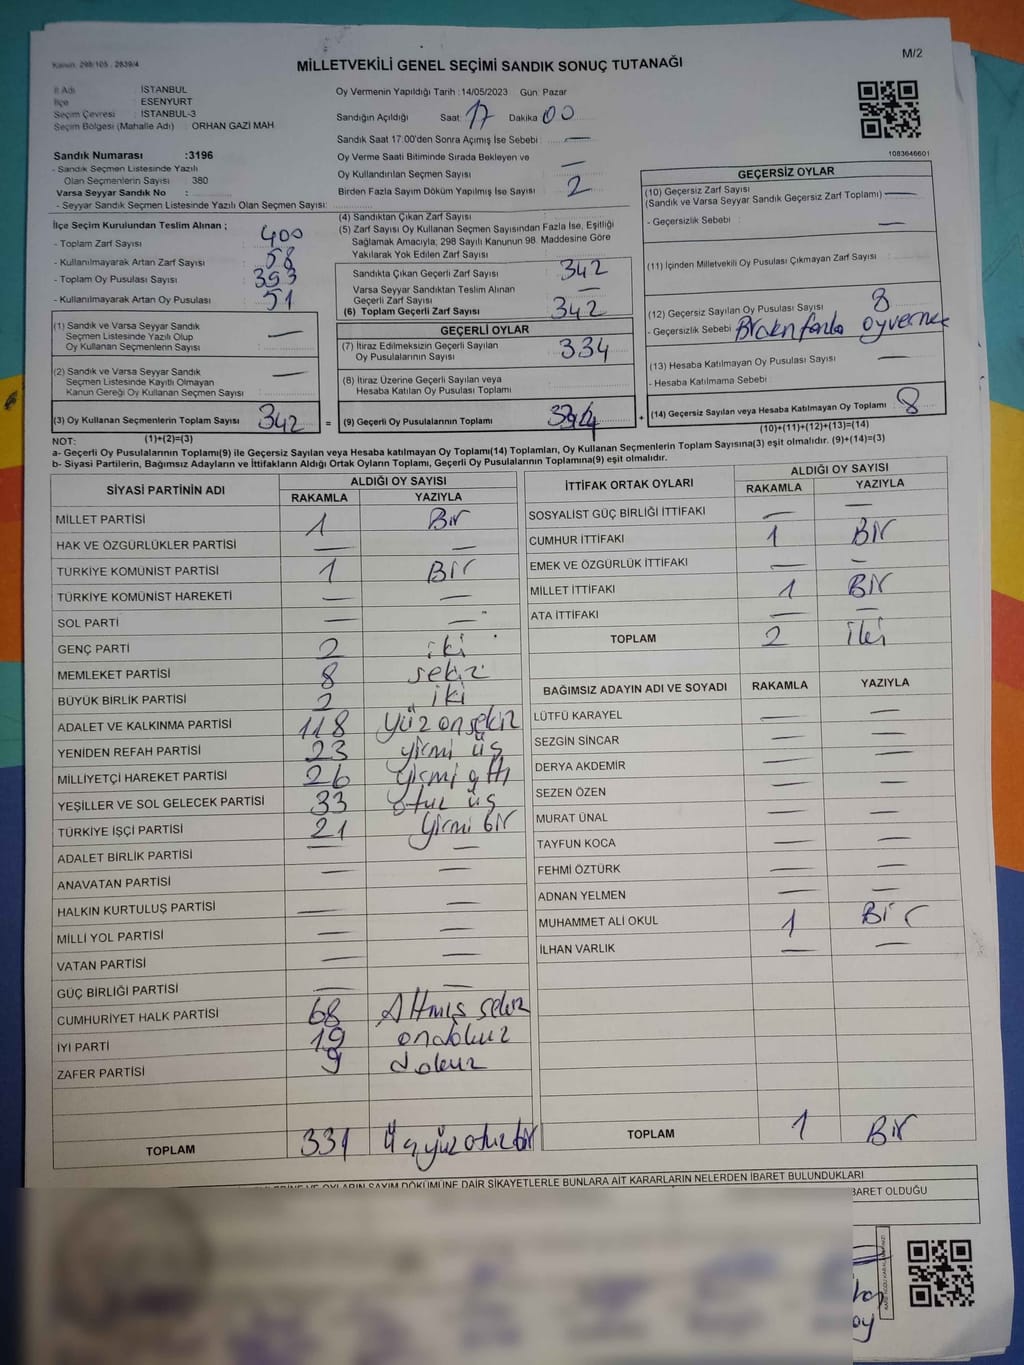 Kanun: 298/105 - 2839/4
M/2
MİLLETVEKİLİ GENEL SEÇİMİ SANDIK SONUÇ TUTANAĞI
İl Adı : İSTANBUL
İlçe : ESENYURT
Seçim Çevresi : İSTANBUL-3
Seçim Bölgesi (Mahalle Adı) : ORHAN GAZİ MAH
Sandık Numarası :3196
- Sandık Seçmen Listesinde Yazılı
Olan Seçmenlerin Sayısı : 380
Varsa Seyyar Sandık No :
- Seyyar Sandık Seçmen Listesinde Yazılı Olan Seçmen Sayısı:
Oy Vermenin Yapıldığı Tarih :14/05/2023 Gün: Pazar
Sandığın Açıldığı Saat: 17 Dakika 00
Sandık Saat 17:00'den Sonra Açımış İse Sebebi : —
Oy Verme Saati Bitiminde Sırada Bekleyen ve
Oy Kullandırılan Seçmen Sayısı : —
Birden Fazla Sayım Döküm Yapılmış İse Sayısı : 2
1083646601
İlçe Seçim Kurulundan Teslim Alınan ;
- Toplam Zarf Sayısı : 400
- Kullanılmayarak Artan Zarf Sayısı : 58
- Toplam Oy Pusulası Sayısı : 393
- Kullanılmayarak Artan Oy Pusulası : 51
(1) Sandık ve Varsa Seyyar Sandık
Seçmen Listesinde Yazılı Olup
Oy Kullanan Seçmenlerin Sayısı : —
(2) Sandık ve Varsa Seyyar Sandık
Seçmen Listesinde Kayıtlı Olmayan
Kanun Gereği Oy Kullanan Seçmen Sayısı : —
(3) Oy Kullanan Seçmenlerin Toplam Sayısı : 342
(1)+(2)=(3)
(4) Sandıktan Çıkan Zarf Sayısı :
(5) Zarf Sayısı Oy Kullanan Seçmen Sayısından Fazla İse, Eşitliği
Sağlamak Amacıyla; 298 Sayılı Kanunun 98. Maddesine Göre
Yakılarak Yok Edilen Zarf Sayısı :
Sandıkta Çıkan Geçerli Zarf Sayısı : 342
Varsa Seyyar Sandıktan Teslim Alınan
Geçerli Zarf Sayısı : —
(6) Toplam Geçerli Zarf Sayısı : 342
GEÇERLİ OYLAR
(7) İtiraz Edilmeksizin Geçerli Sayılan
Oy Pusulalarının Sayısı : 334
(8) İtiraz Üzerine Geçerli Sayılan veya
Hesaba Katılan Oy Pusulası Toplamı :
= (9) Geçerli Oy Pusulalarının Toplamı
GEÇERSİZ OYLAR
(10) Geçersiz Zarf Sayısı
(Sandık ve Varsa Seyyar Sandık Geçersiz Zarf Toplamı) —
- Geçersizlik Sebebi : —
(11) İçinden Milletvekili Oy Pusulası Çıkmayan Zarf Sayısı :
(12) Geçersiz Sayılan Oy Pusulası Sayısı : 8
- Geçersizlik Sebebi : Birden fazla oyverme
(13) Hesaba Katılmayan Oy Pusulası Sayısı : —
- Hesaba Katılmama Sebebi :
+ (14) Geçersiz Sayılan veya Hesaba Katılmayan Oy Toplamı : 8
(10)+(11)+(12)+(13)=(14)
NOT:
a- Geçerli Oy Pusulalarının Toplamı(9) ile Geçersiz Sayılan veya Hesaba katılmayan Oy Toplamı(14) Toplamları, Oy Kullanan Seçmenlerin Toplam Sayısına(3) eşit olmalıdır. (9)+(14)=(3)
b- Siyasi Partilerin, Bağımsız Adayların ve İttifakların Aldığı Ortak Oyların Toplamı, Geçerli Oy Pusulalarının Toplamına(9) eşit olmalıdır.
SİYASİ PARTİNİN ADI ALDIĞI OY SAYISI
RAKAMLA YAZIYLA
MİLLET PARTİSİ 1 Bir
HAK VE ÖZGÜRLÜKLER PARTİSİ — —
TÜRKİYE KOMÜNİST PARTİSİ 1 Bir
TÜRKİYE KOMÜNİST HAREKETİ — —
SOL PARTİ — —
GENÇ PARTİ 2 iki
MEMLEKET PARTİSİ 8 sekiz
BÜYÜK BİRLİK PARTİSİ 2 iki
ADALET VE KALKINMA PARTİSİ 118 yüz onsekiz
YENİDEN REFAH PARTİSİ 23 yirmi üç
MİLLİYETÇİ HAREKET PARTİSİ 26 yirmi altı
YEŞİLLER VE SOL GELECEK PARTİSİ 33 otuz üç
TÜRKİYE İŞÇİ PARTİSİ 21 yirmi bir
ADALET BİRLİK PARTİSİ — —
ANAVATAN PARTİSİ — —
HALKIN KURTULUŞ PARTİSİ — —
MİLLİ YOL PARTİSİ — —
VATAN PARTİSİ — —
GÜÇ BİRLİĞİ PARTİSİ — —
CUMHURİYET HALK PARTİSİ 68 Altmış sekiz
İYİ PARTİ 19 ondokuz
ZAFER PARTİSİ 9 dokuz
TOPLAM 331 Üçyüzotuzbir
İTTİFAK ORTAK OYLARI ALDIĞI OY SAYISI
RAKAMLA YAZIYLA
SOSYALİST GÜÇ BİRLİĞİ İTTİFAKI — —
CUMHUR İTTİFAKI 1 Bir
EMEK VE ÖZGÜRLÜK İTTİFAKI — —
MİLLET İTTİFAKI 1 Bir
ATA İTTİFAKI — —
TOPLAM 2 iki
BAĞIMSIZ ADAYIN ADI VE SOYADI RAKAMLA YAZIYLA
LÜTFÜ KARAYEL — —
SEZGİN SİNCAR — —
DERYA AKDEMİR — —
SEZEN ÖZEN — —
MURAT ÜNAL — —
TAYFUN KOCA — —
FEHMİ ÖZTÜRK — —
ADNAN YELMEN — —
MUHAMMET ALİ OKUL 1 Bir
İLHAN VARLIK — —
TOPLAM 1 Bir
OYLARIN SAYIM DÖKÜMÜNE DAİR ŞİKAYETLERLE BUNLARA AİT KARARLARIN NELERDEN İBARET BULUNDUKLARI
BARET OLDUĞU